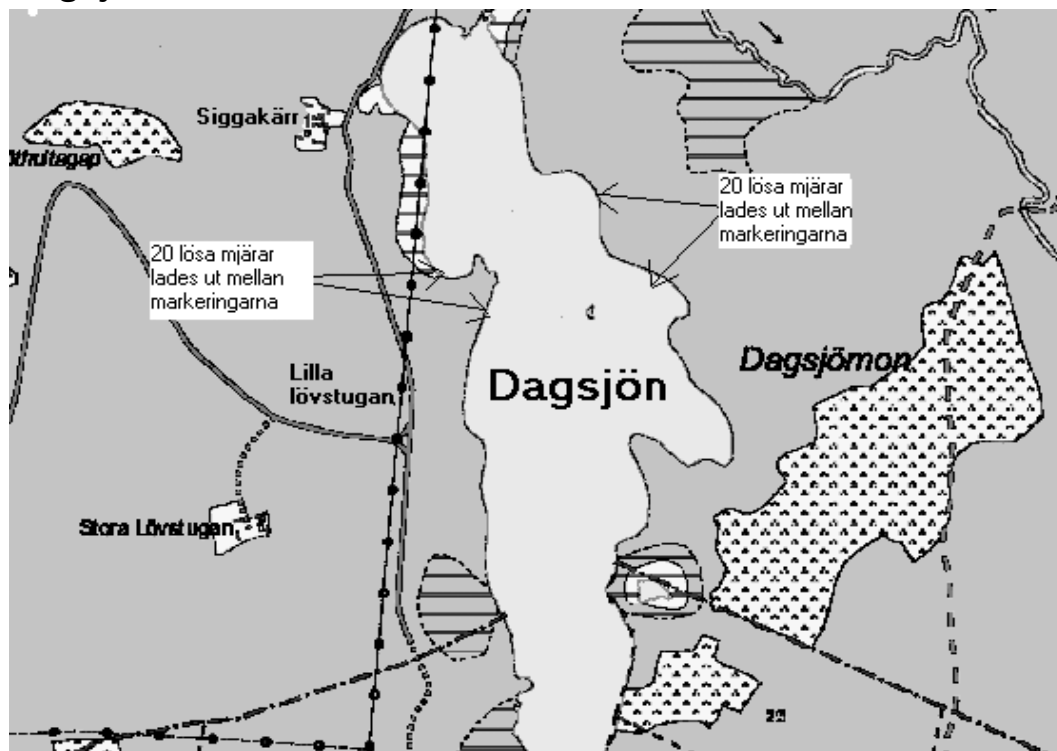 Siggakärr
20 lösa mjärar
lades ut mellan
markeringarna
20 lösa mjärar
lades ut mellan
markeringarna
Dagsjömon
Lilla
lövstugan
Dagsjön
Stora Lövstugan